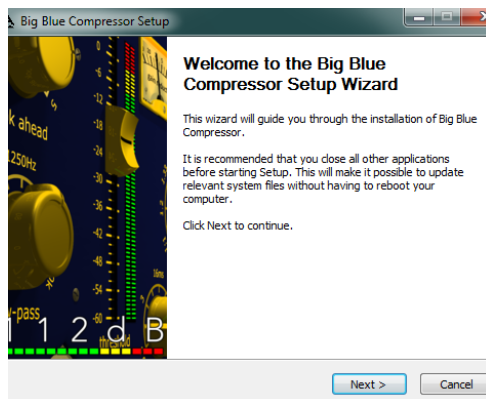 Big Blue Compressor Setup
Welcome to the Big Blue
Compressor Setup Wizard
This wizard will guide you through the installation of Big Blue
Compressor.
It is recommended that you close all other applications
before starting Setup. This will make it possible to update
relevant system files without having to reboot your
computer.
Click Next to continue.
0
-6
-12
-18
-24
-30
-36
-42
-48
-54
-60
k ahead
1250Hz
-pass
threshold
1 1 2 d B
Next >
Cancel